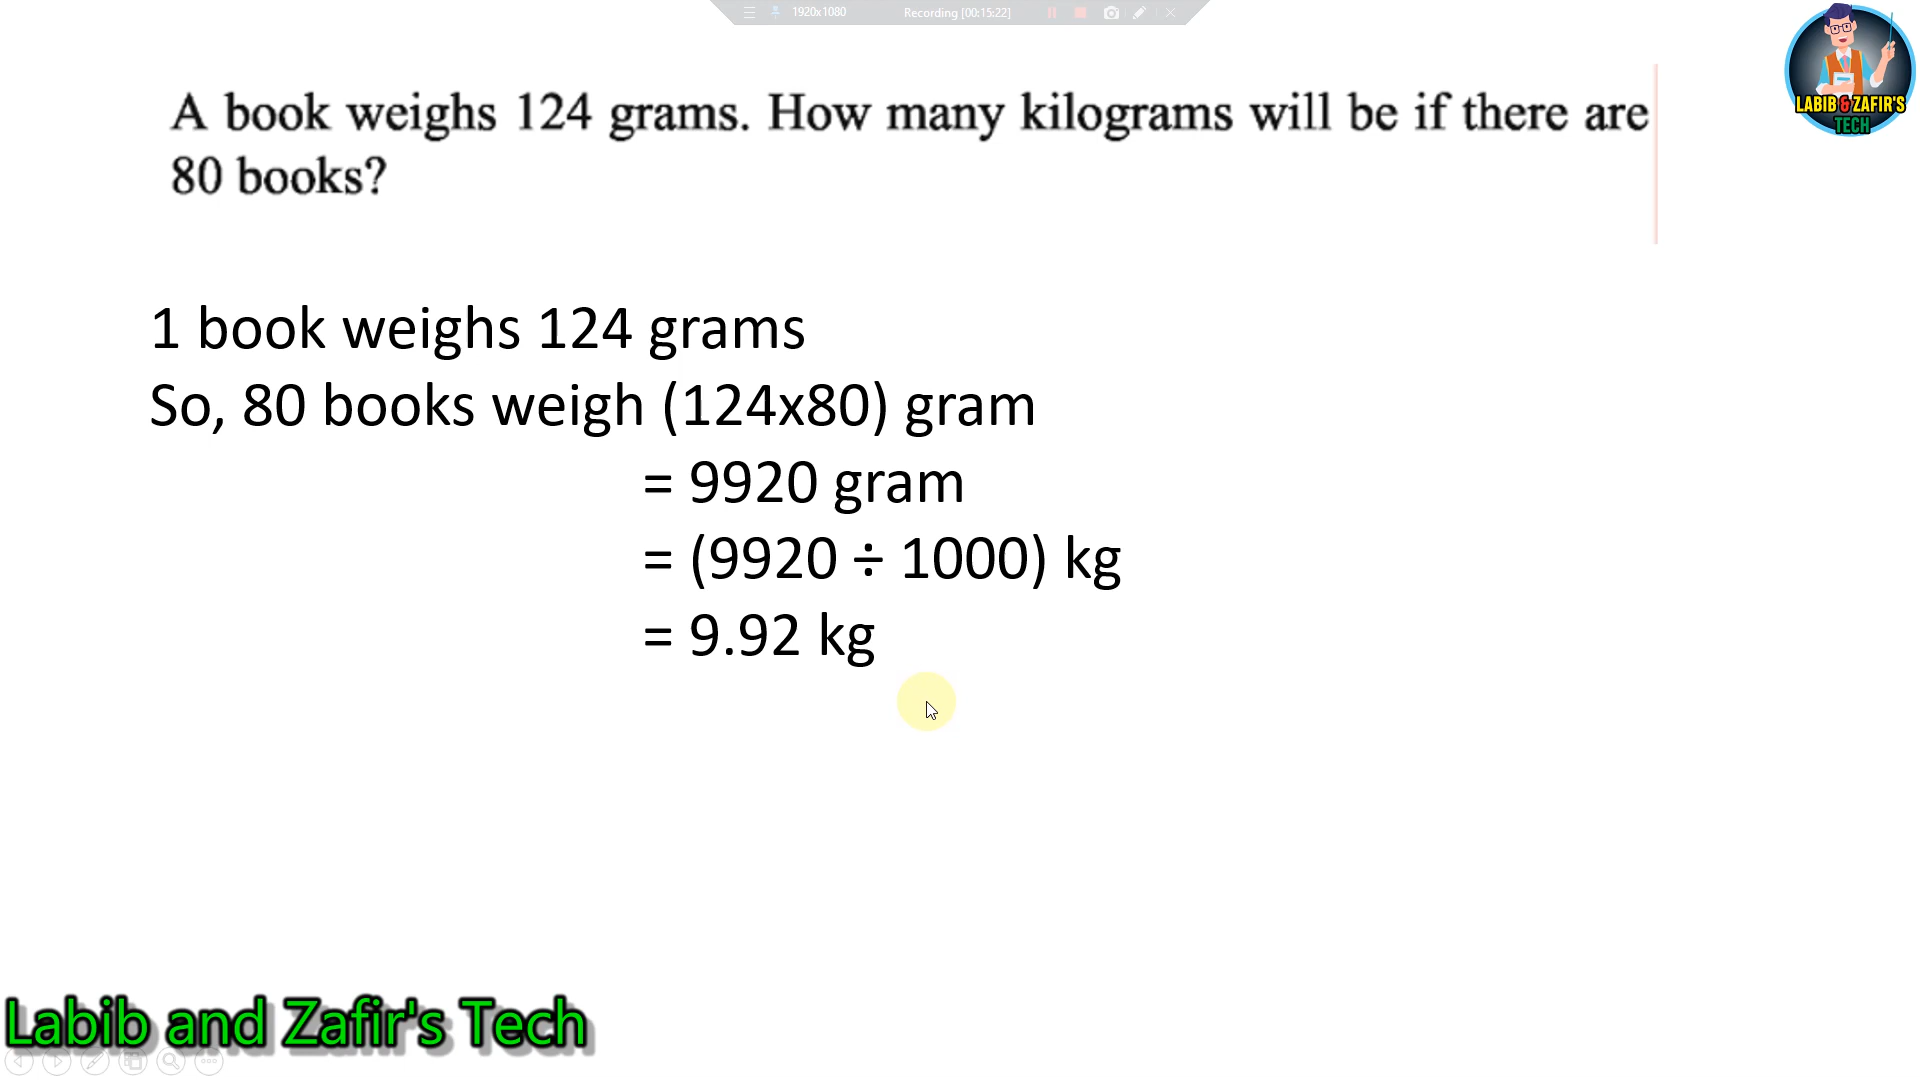 1920x1080 Recording [00:15:22]
LABIB & ZAFIR'S
TECH
A book weighs 124 grams. How many kilograms will be if there are
80 books?
1 book weighs 124 grams
So, 80 books weigh (124x80) gram
= 9920 gram
= (9920 ÷ 1000) kg
= 9.92 kg
Labib and Zafir's Tech